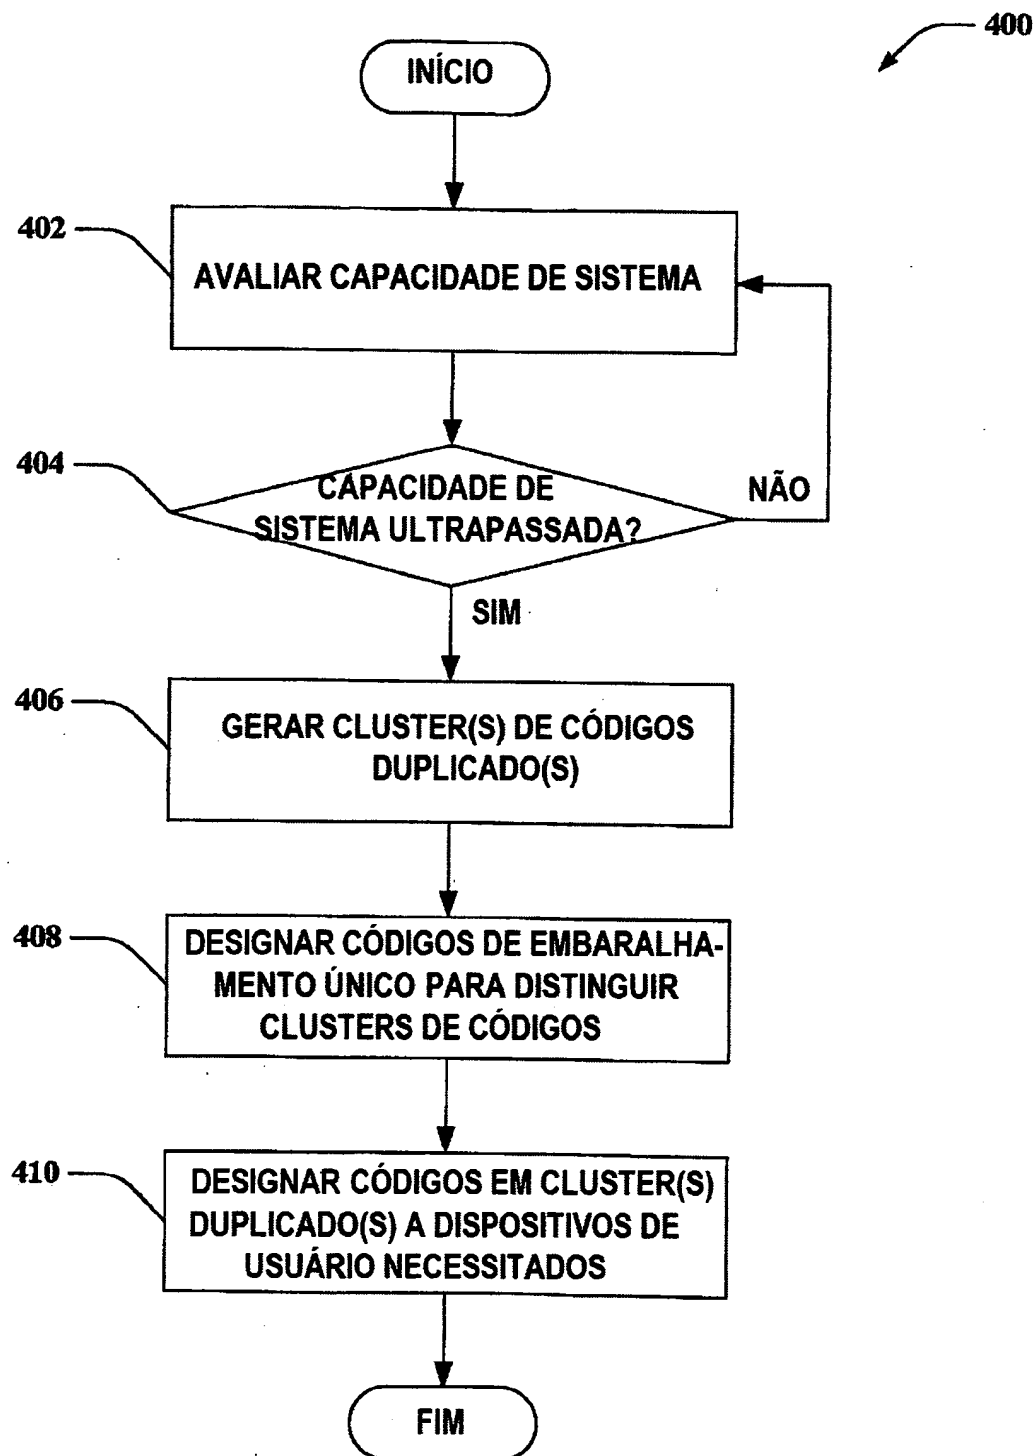 400
INÍCIO
402
AVALIAR CAPACIDADE DE SISTEMA
404
CAPACIDADE DE
SISTEMA ULTRAPASSADA?
NÃO
SIM
406
GERAR CLUSTER(S) DE CÓDIGOS
DUPLICADO(S)
408
DESIGNAR CÓDIGOS DE EMBARALHA-
MENTO ÚNICO PARA DISTINGUIR
CLUSTERS DE CÓDIGOS
410
DESIGNAR CÓDIGOS EM CLUSTER(S)
DUPLICADO(S) A DISPOSITIVOS DE
USUÁRIO NECESSITADOS
FIM